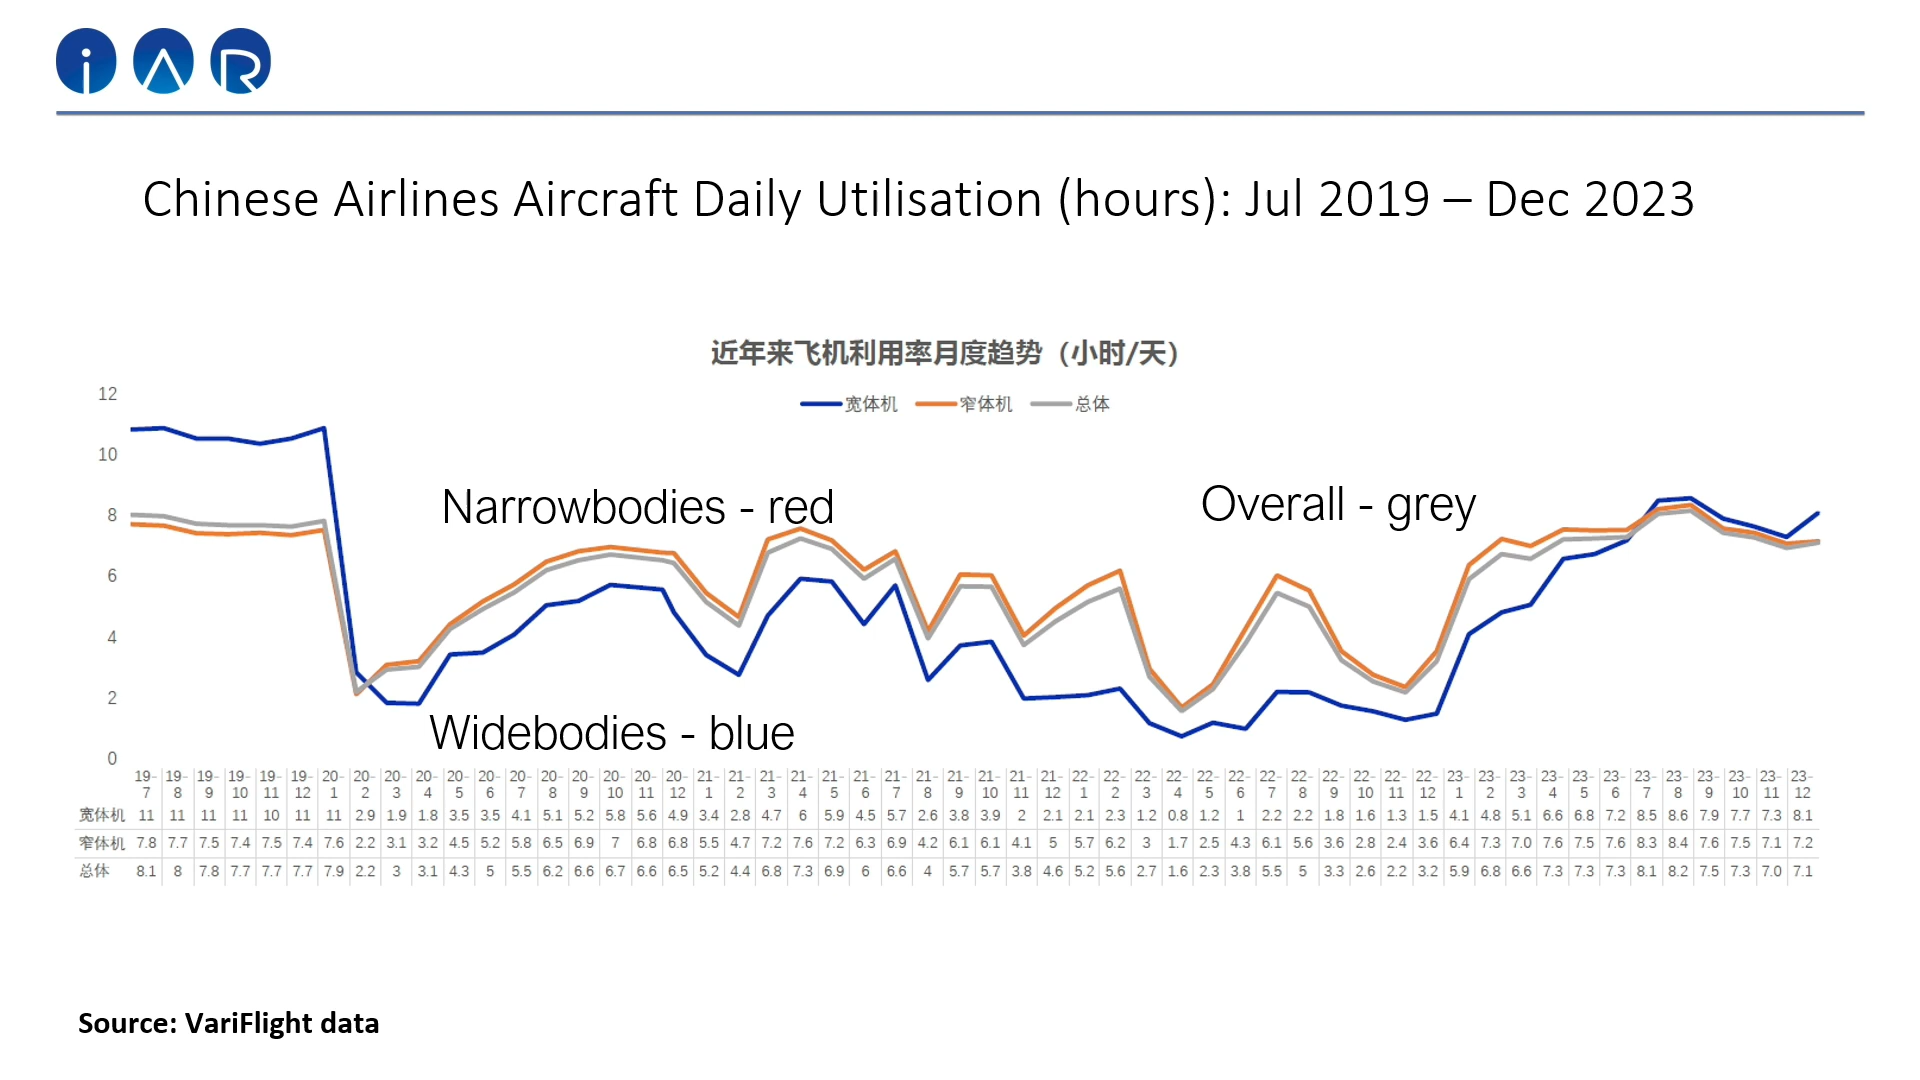 iAR
Chinese Airlines Aircraft Daily Utilisation (hours): Jul 2019 – Dec 2023
近年来飞机利用率月度趋势（小时/天）
宽体机 窄体机 总体
12
10
8
6
4
2
0
Narrowbodies - red
Overall - grey
Widebodies - blue
19-7 19-8 19-9 19-10 19-11 19-12 20-1 20-2 20-3 20-4 20-5 20-6 20-7 20-8 20-9 20-10 20-11 20-12 21-1 21-2 21-3 21-4 21-5 21-6 21-7 21-8 21-9 21-10 21-11 21-12 22-1 22-2 22-3 22-4 22-5 22-6 22-7 22-8 22-9 22-10 22-11 22-12 23-1 23-2 23-3 23-4 23-5 23-6 23-7 23-8 23-9 23-10 23-11 23-12
宽体机 11 11 11 11 10 11 11 2.9 1.9 1.8 3.5 3.5 4.1 5.1 5.2 5.8 5.6 4.9 3.4 2.8 4.7 6 5.9 4.5 5.7 2.6 3.8 3.9 2 2.1 2.1 2.3 1.2 0.8 1.2 1 2.2 2.2 1.8 1.6 1.3 1.5 4.1 4.8 5.1 6.6 6.8 7.2 8.5 8.6 7.9 7.7 7.3 8.1
窄体机 7.8 7.7 7.5 7.4 7.5 7.4 7.6 2.2 3.1 3.2 4.5 5.2 5.8 6.5 6.9 7 6.8 6.8 5.5 4.7 7.2 7.6 7.2 6.3 6.9 4.2 6.1 6.1 4.1 5 5.7 6.2 3 1.7 2.5 4.3 6.1 5.6 3.6 2.8 2.4 3.6 6.4 7.3 7.0 7.6 7.5 7.6 8.3 8.4 7.6 7.5 7.1 7.2
总体 8.1 8 7.8 7.7 7.7 7.7 7.9 2.2 3 3.1 4.3 5 5.5 6.2 6.6 6.7 6.6 6.5 5.2 4.4 6.8 7.3 6.9 6 6.6 4 5.7 5.7 3.8 4.6 5.2 5.6 2.7 1.6 2.3 3.8 5.5 5 3.3 2.6 2.2 3.2 5.9 6.8 6.6 7.3 7.3 7.3 8.1 8.2 7.5 7.3 7.0 7.1
Source: VariFlight data